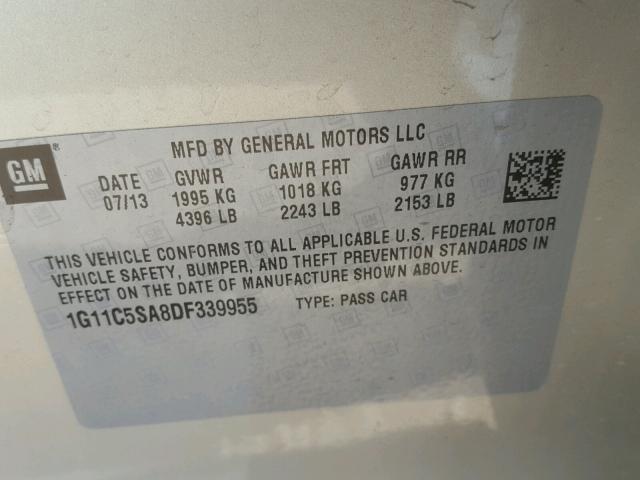 GM
MFD BY GENERAL MOTORS LLC
DATE GVWR GAWR FRT GAWR RR
07/13 1995 KG 1018 KG 977 KG
4396 LB 2243 LB 2153 LB
THIS VEHICLE CONFORMS TO ALL APPLICABLE U.S. FEDERAL MOTOR
VEHICLE SAFETY, BUMPER, AND THEFT PREVENTION STANDARDS IN
EFFECT ON THE DATE OF MANUFACTURE SHOWN ABOVE.
1G11C5SA8DF339955 TYPE: PASS CAR